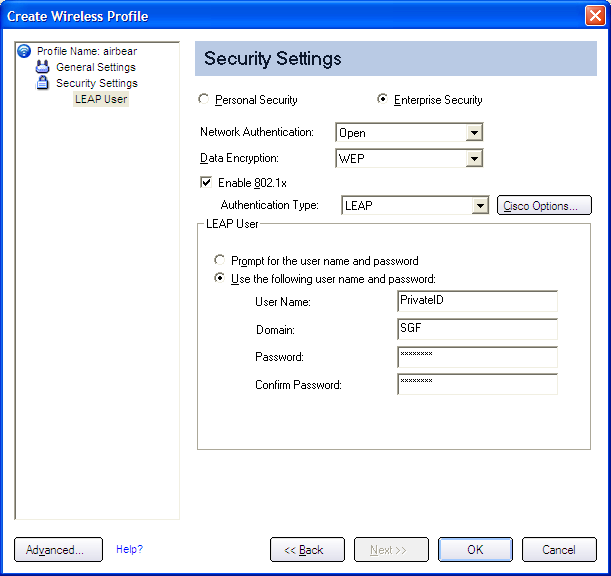 Create Wireless Profile
Profile Name: airbear
General Settings
Security Settings
LEAP User
Security Settings
Personal Security Enterprise Security
Network Authentication: Open
Data Encryption: WEP
Enable 802.1x
Authentication Type: LEAP Cisco Options...
LEAP User
Prompt for the user name and password
Use the following user name and password:
User Name: PrivateID
Domain: SGF
Password: ********
Confirm Password: ********
Advanced... Help? << Back Next >> OK Cancel